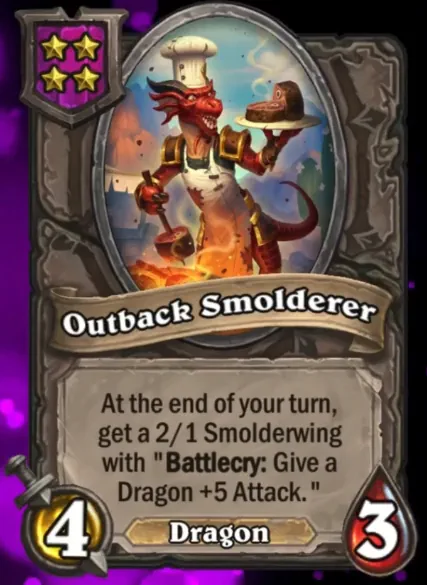 Outback Smolderer
At the end of your turn,
get a 2/1 Smolderwing
with "Battlecry: Give a
Dragon +5 Attack."
4
Dragon
3